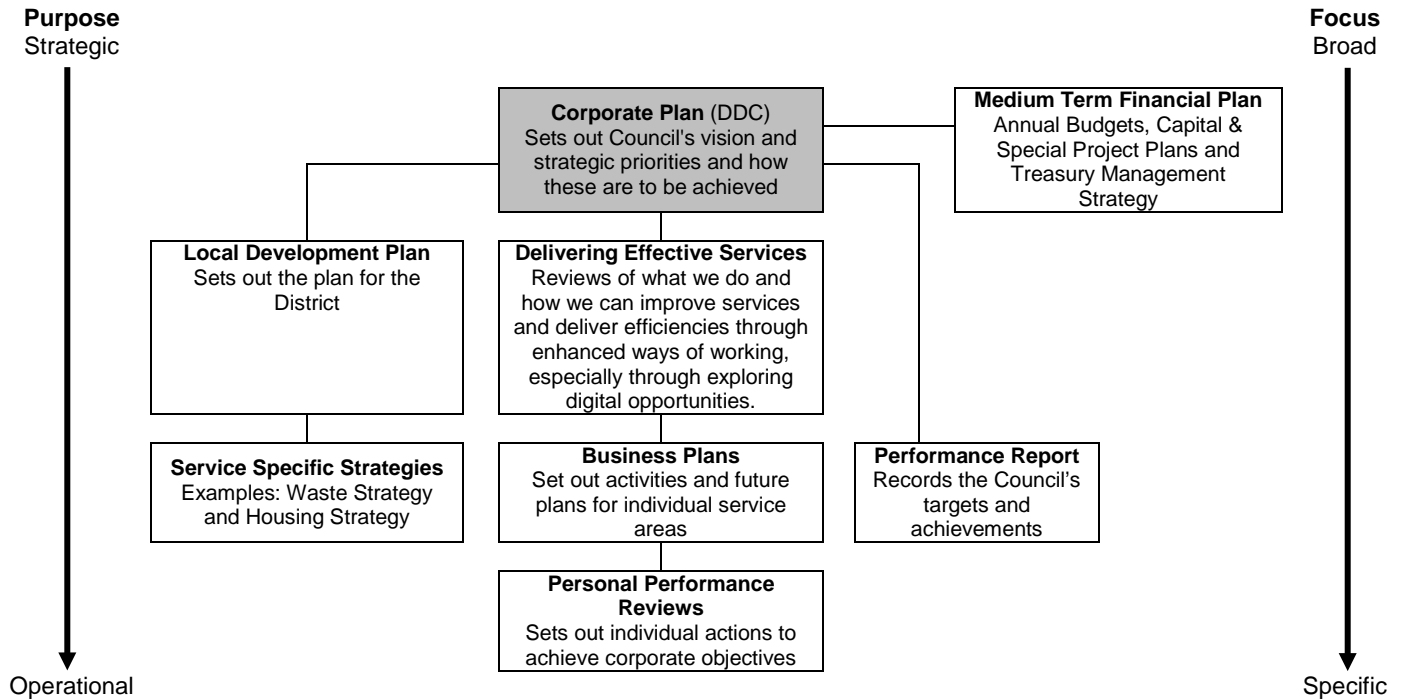 Purpose
Strategic
Focus
Broad
Corporate Plan (DDC)
Sets out Council's vision and
strategic priorities and how
these are to be achieved
Medium Term Financial Plan
Annual Budgets, Capital &
Special Project Plans and
Treasury Management
Strategy
Local Development Plan
Sets out the plan for the
District
Delivering Effective Services
Reviews of what we do and
how we can improve services
and deliver efficiencies through
enhanced ways of working,
especially through exploring
digital opportunities.
Service Specific Strategies
Examples: Waste Strategy
and Housing Strategy
Business Plans
Set out activities and future
plans for individual service
areas
Performance Report
Records the Council’s
targets and
achievements
Personal Performance
Reviews
Sets out individual actions to
achieve corporate objectives
Operational
Specific